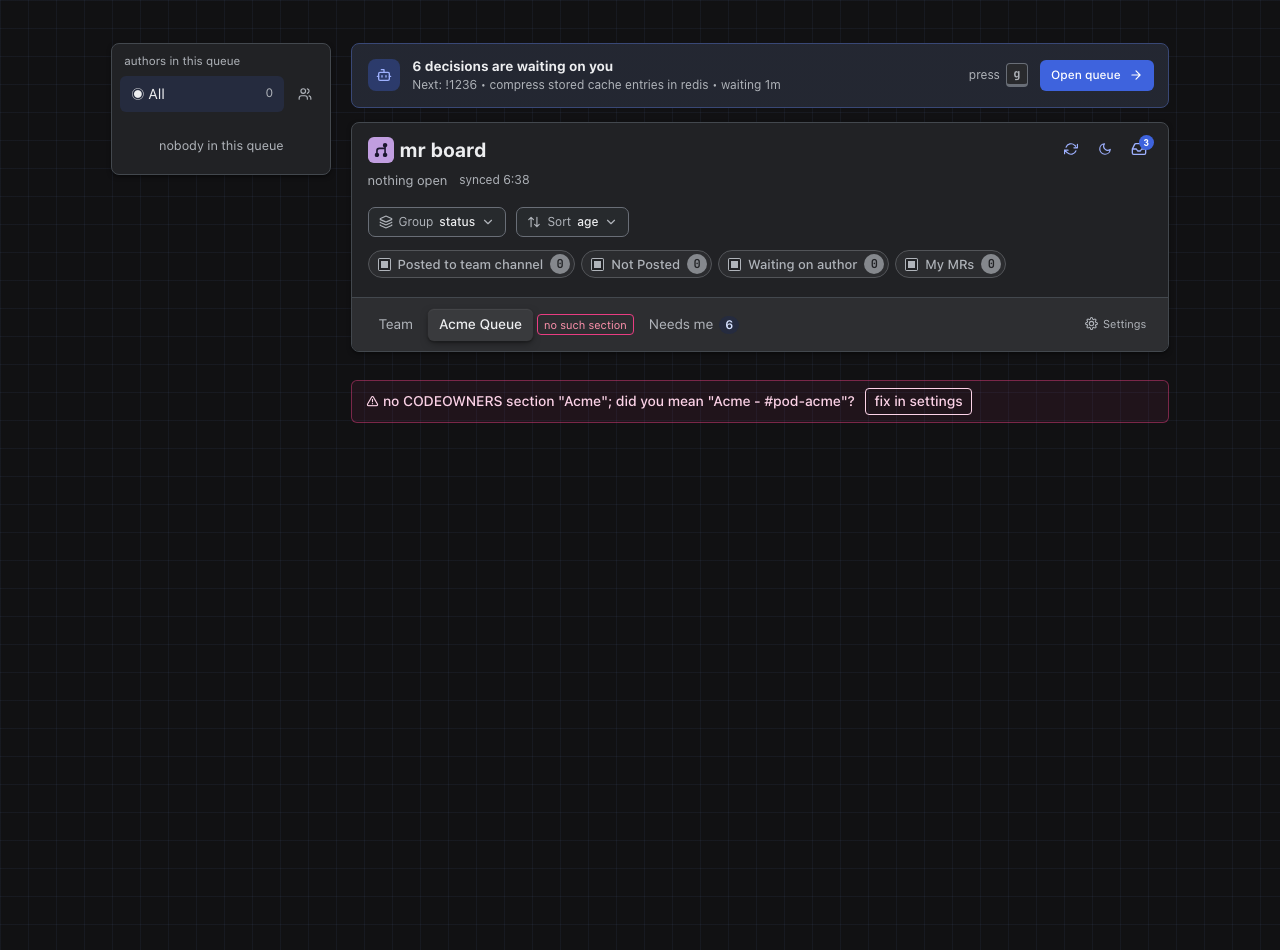 authors in this queue
All 0
nobody in this queue
6 decisions are waiting on you
Next: !1236 • compress stored cache entries in redis • waiting 1m
press g Open queue
mr board
3
nothing open synced 6:38
Group status Sort age
Posted to team channel 0 Not Posted 0 Waiting on author 0 My MRs 0
Team Acme Queue no such section Needs me 6 Settings
no CODEOWNERS section "Acme"; did you mean "Acme - #pod-acme"? fix in settings